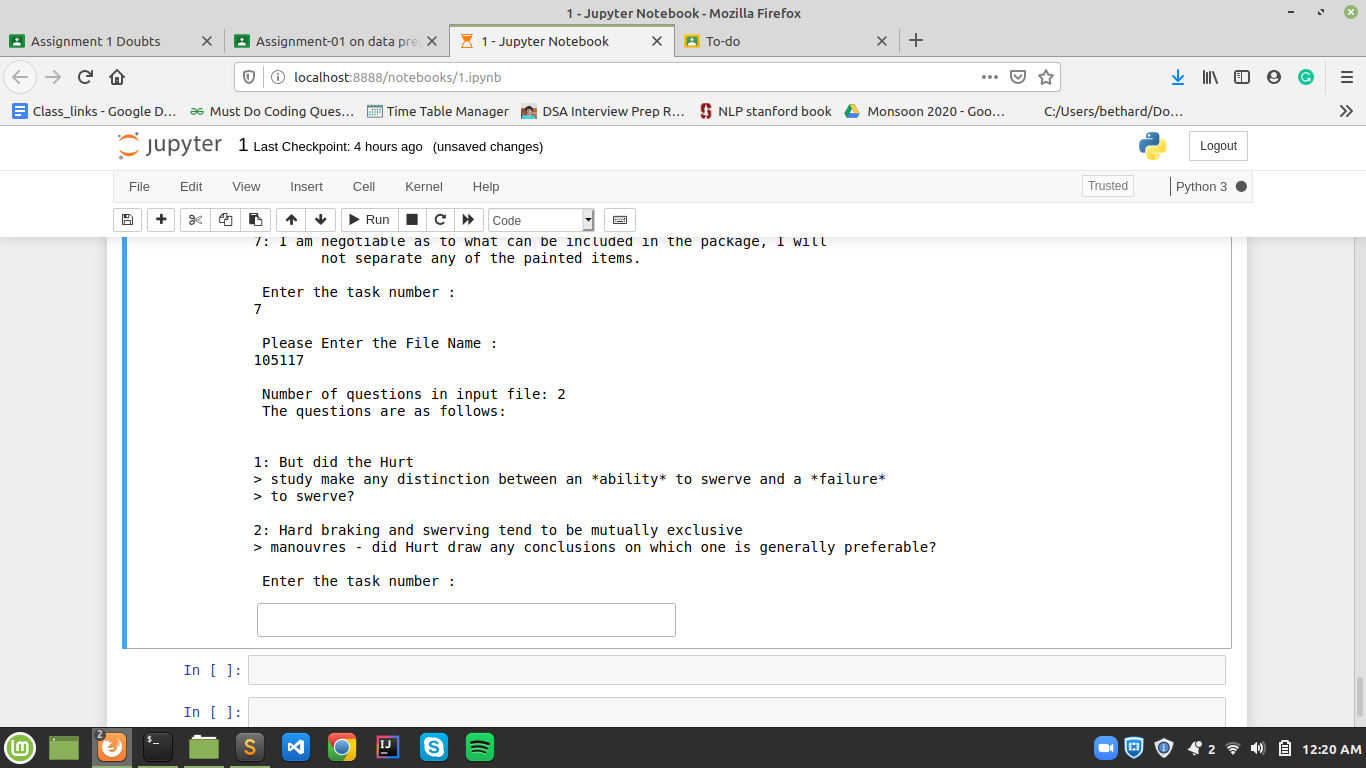 1 - Jupyter Notebook - Mozilla Firefox
Assignment 1 Doubts
Assignment-01 on data pre
1 - Jupyter Notebook
To-do
localhost:8888/notebooks/1.ipynb
Class_links - Google D...
Must Do Coding Ques...
Time Table Manager
DSA Interview Prep R...
NLP stanford book
Monsoon 2020 - Goo...
C:/Users/bethard/Do...
jupyter 1 Last Checkpoint: 4 hours ago (unsaved changes)
Logout
File Edit View Insert Cell Kernel Help
Trusted
Python 3
Run
Code
7: I am negotiable as to what can be included in the package, I will
not separate any of the painted items.
Enter the task number :
7
Please Enter the File Name :
105117
Number of questions in input file: 2
The questions are as follows:
1: But did the Hurt
> study make any distinction between an *ability* to swerve and a *failure*
> to swerve?
2: Hard braking and swerving tend to be mutually exclusive
> manouvres - did Hurt draw any conclusions on which one is generally preferable?
Enter the task number :
In [ ]:
In [ ]:
2
$_
S
IJ
S
2
12:20 AM